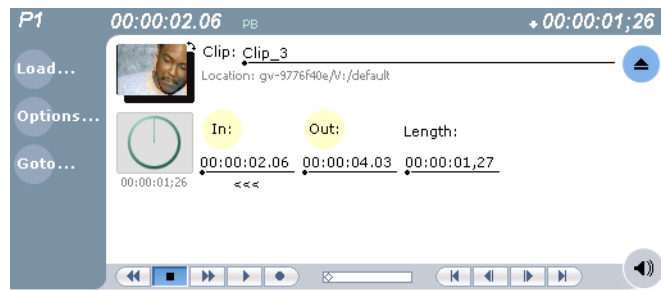 P1 00:00:02.06 PB 00:00:01;26
Load...
Clip: Clip_3
Location: gv-9776f40e/V:/default
Options...
In: Out: Length:
Goto...
00:00:02.06 00:00:04.03 00:00:01,27
00:00:01;26 <<<